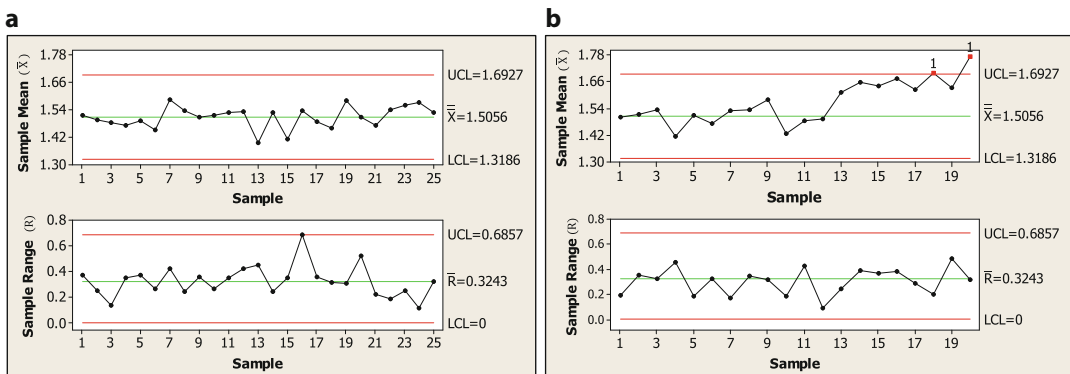 a
Sample Mean (X̄)
1.78
1.66
1.54
1.42
1.30
UCL=1.6927
X̿=1.5056
LCL=1.3186
1 3 5 7 9 11 13 15 17 19 21 23 25
Sample
Sample Range (R)
0.8
0.6
0.4
0.2
0.0
UCL=0.6857
R̄=0.3243
LCL=0
1 3 5 7 9 11 13 15 17 19 21 23 25
Sample
b
Sample Mean (X̄)
1.78
1.66
1.54
1.42
1.30
1
1
UCL=1.6927
X̿=1.5056
LCL=1.3186
1 3 5 7 9 11 13 15 17 19
Sample
Sample Range (R)
0.8
0.6
0.4
0.2
0.0
UCL=0.6857
R̄=0.3243
LCL=0
1 3 5 7 9 11 13 15 17 19
Sample